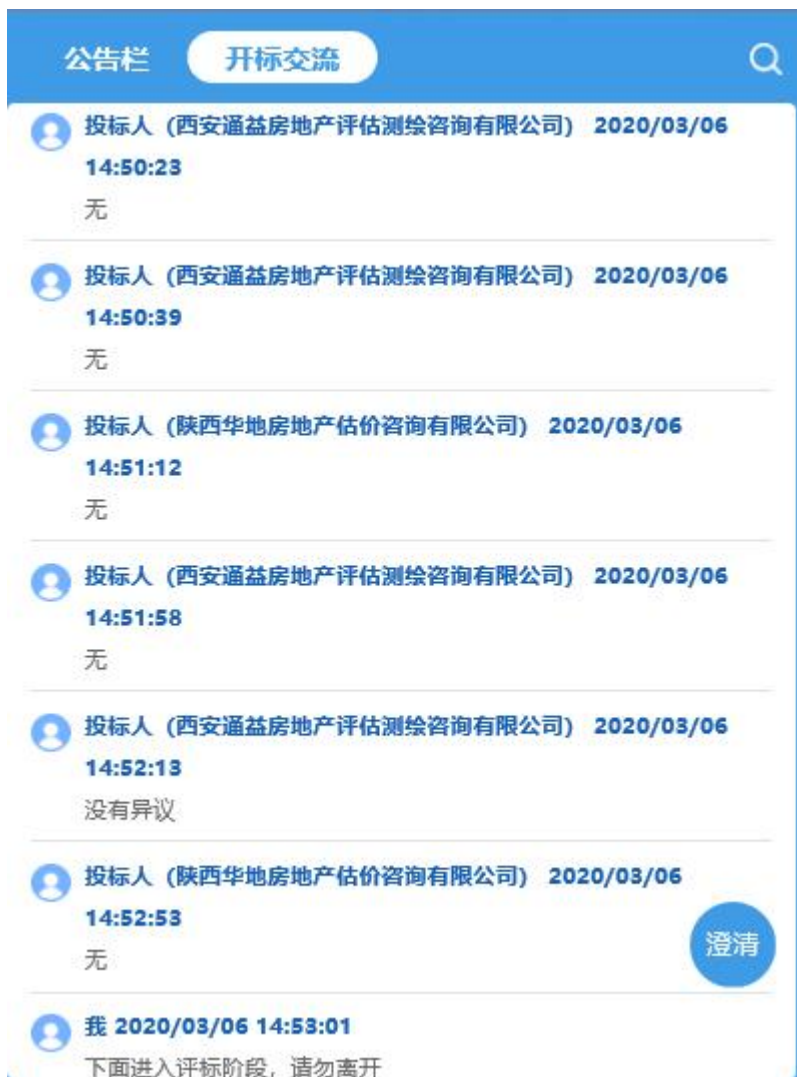 公告栏 开标交流
投标人（西安通益房地产评估测绘咨询有限公司） 2020/03/06
14:50:23
无
投标人（西安通益房地产评估测绘咨询有限公司） 2020/03/06
14:50:39
无
投标人（陕西华地房地产估价咨询有限公司） 2020/03/06
14:51:12
无
投标人（西安通益房地产评估测绘咨询有限公司） 2020/03/06
14:51:58
无
投标人（西安通益房地产评估测绘咨询有限公司） 2020/03/06
14:52:13
没有异议
投标人（陕西华地房地产估价咨询有限公司） 2020/03/06
14:52:53
无
澄清
我 2020/03/06 14:53:01
下面进入评标阶段，请勿离开